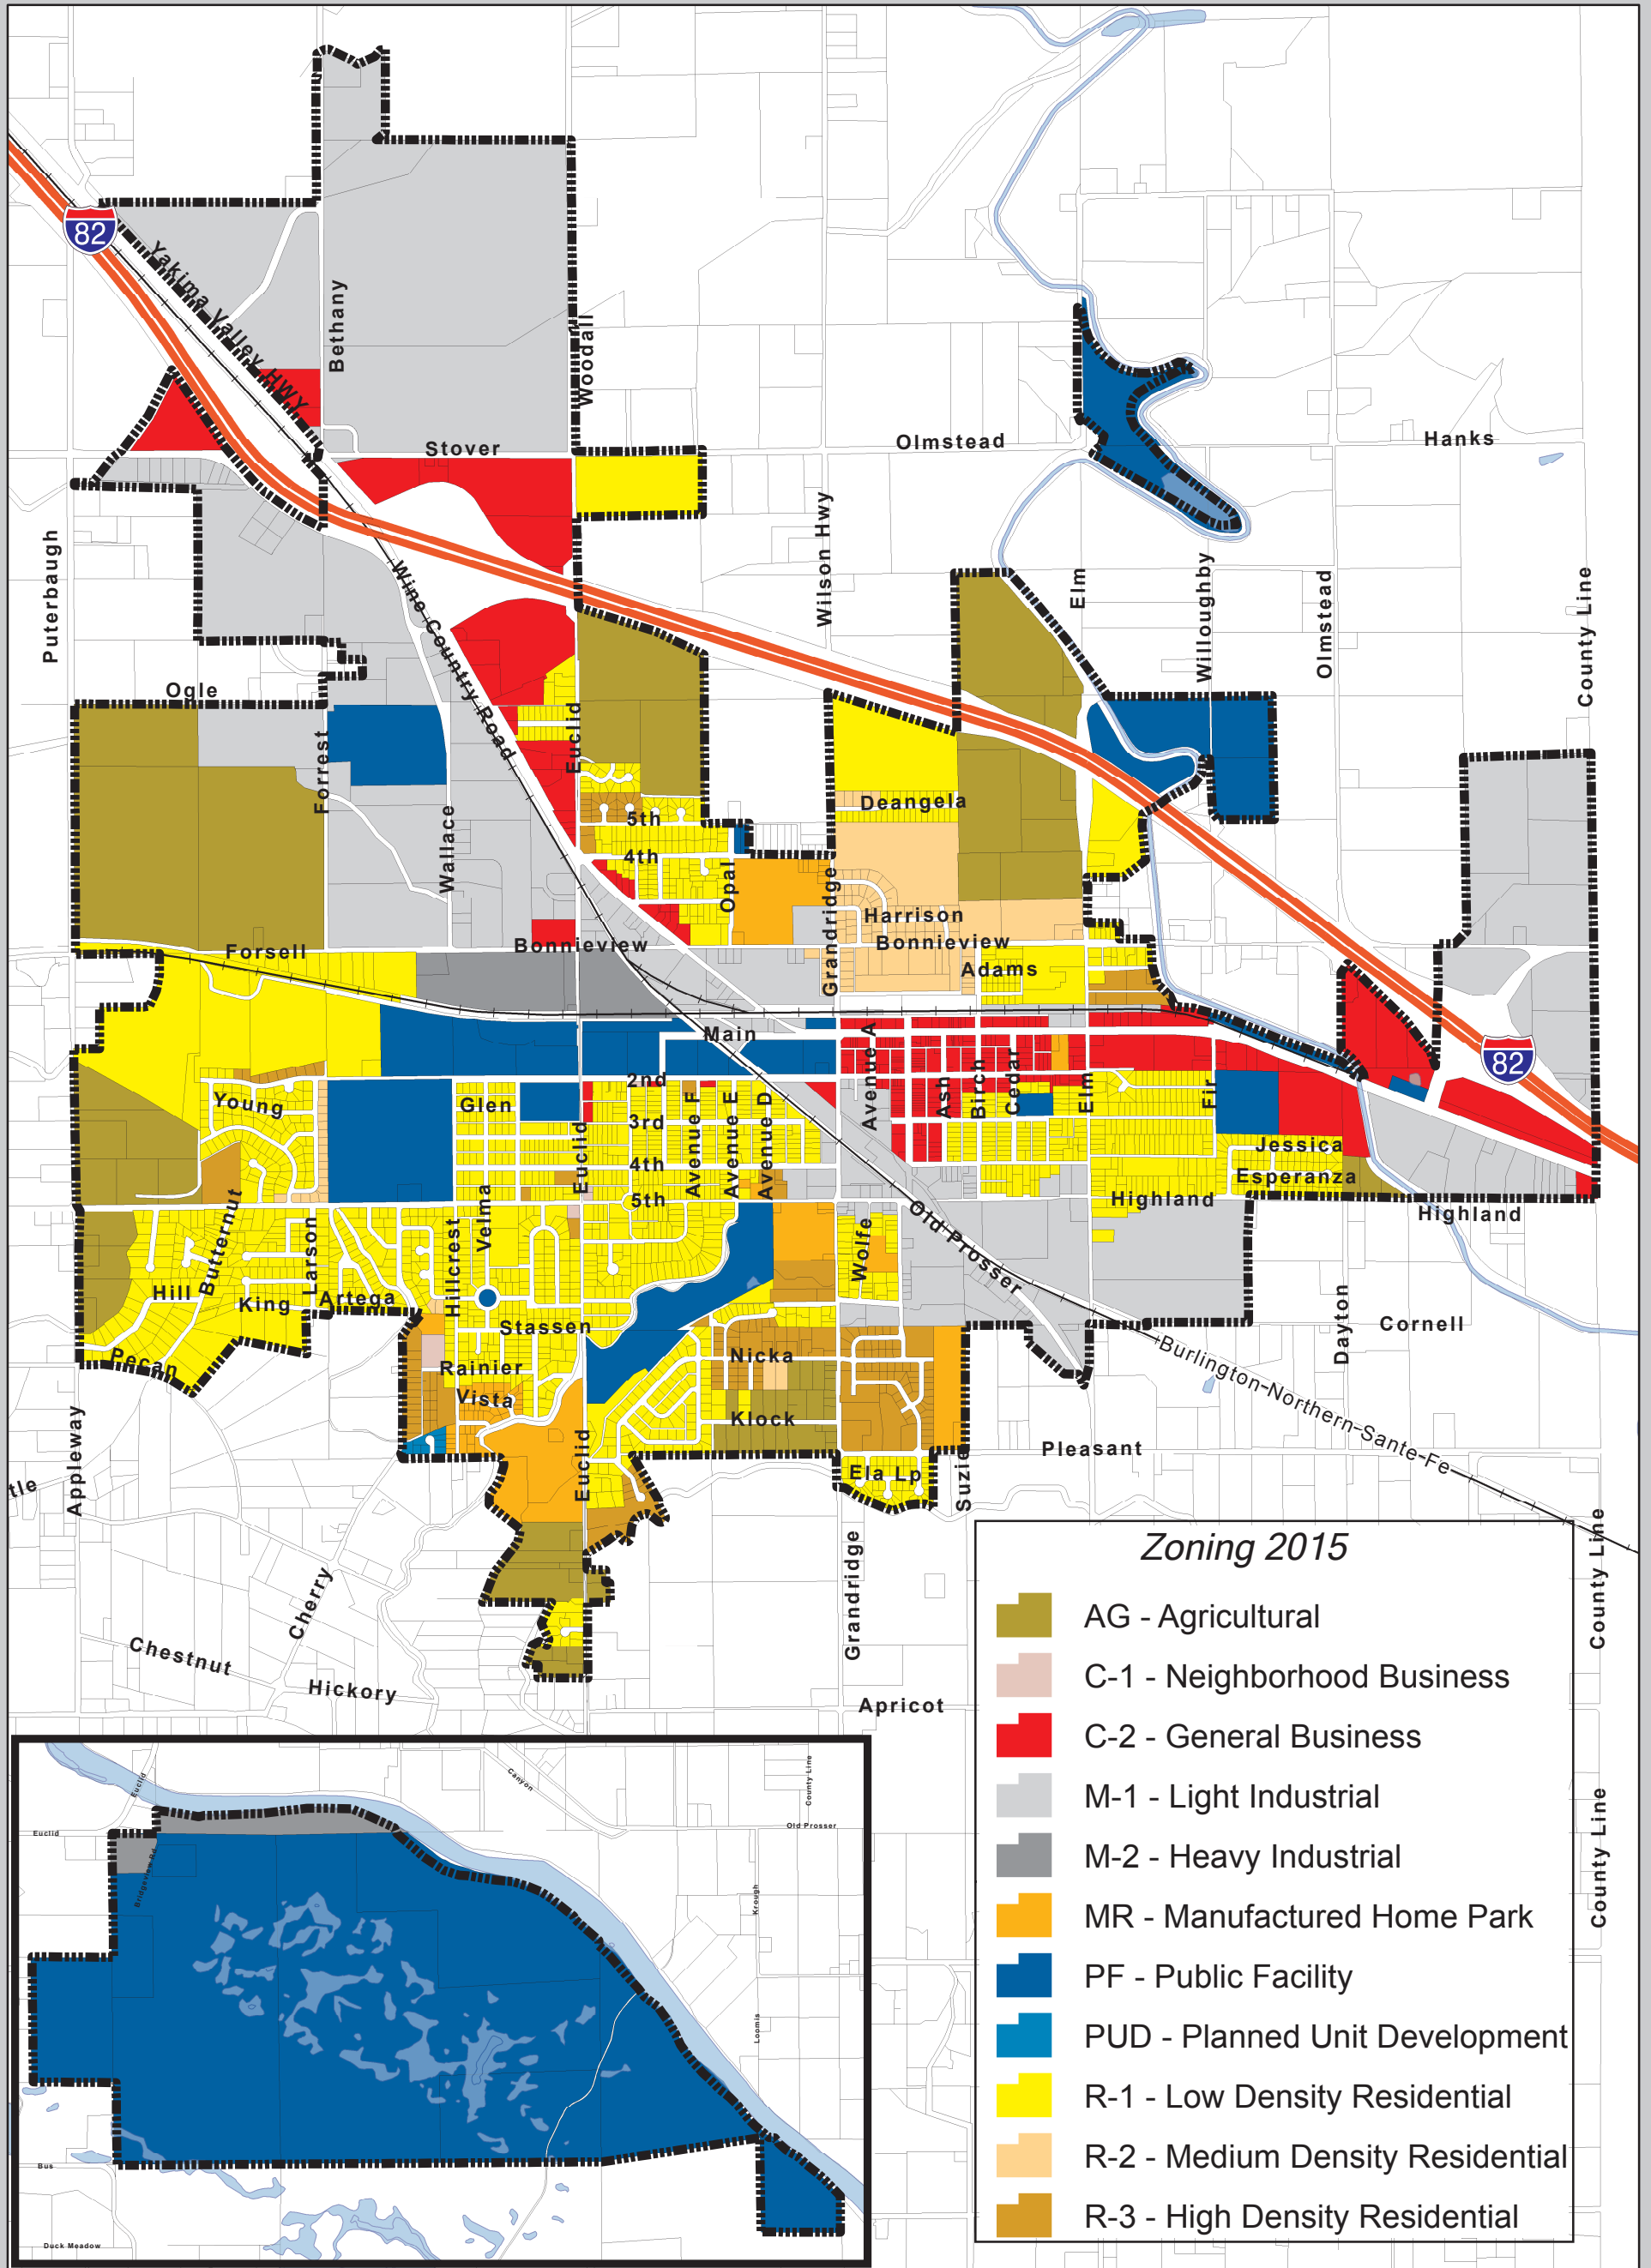 82
Yakima Valley HWY
Bethany
Woodall
Stover
Olmstead
Hanks
Puterbaugh
Wine Country Road
Wilson Hwy
Elm
Willoughby
Olmstead
County Line
Ogle
Forrest
Euclid
Wallace
Deangela
5th
4th
Opal
Grandridge
Harrison
Forsell
Bonnieview
Bonnieview
Adams
Main
Avenue A
82
2nd
Young
Glen
3rd
Avenue F
Avenue E
Avenue D
Ash
Birch
Cedar
Elm
Fir
Euclid
4th
Jessica
Esperanza
5th
Highland
Highland
Butternut
Larson
Hillcrest
Velma
Wolfe
Old Prosser
Hill
King
Artega
Stassen
Dayton
Cornell
Pecan
Rainier
Nicka
Vista
Klock
Burlington-Northern-Sante-Fe
Appleway
Euclid
Pleasant
Ela Lp
Suzie
tle
County Line
Grandridge
Cherry
Chestnut
Hickory
Apricot
County Line
Zoning 2015
AG - Agricultural
C-1 - Neighborhood Business
C-2 - General Business
M-1 - Light Industrial
M-2 - Heavy Industrial
MR - Manufactured Home Park
PF - Public Facility
PUD - Planned Unit Development
R-1 - Low Density Residential
R-2 - Medium Density Residential
R-3 - High Density Residential
Euclid
Canyon
County Line
Euclid
Old Prosser
Bridgeview Rd
Krough
Loomis
Bus
Duck Meadow